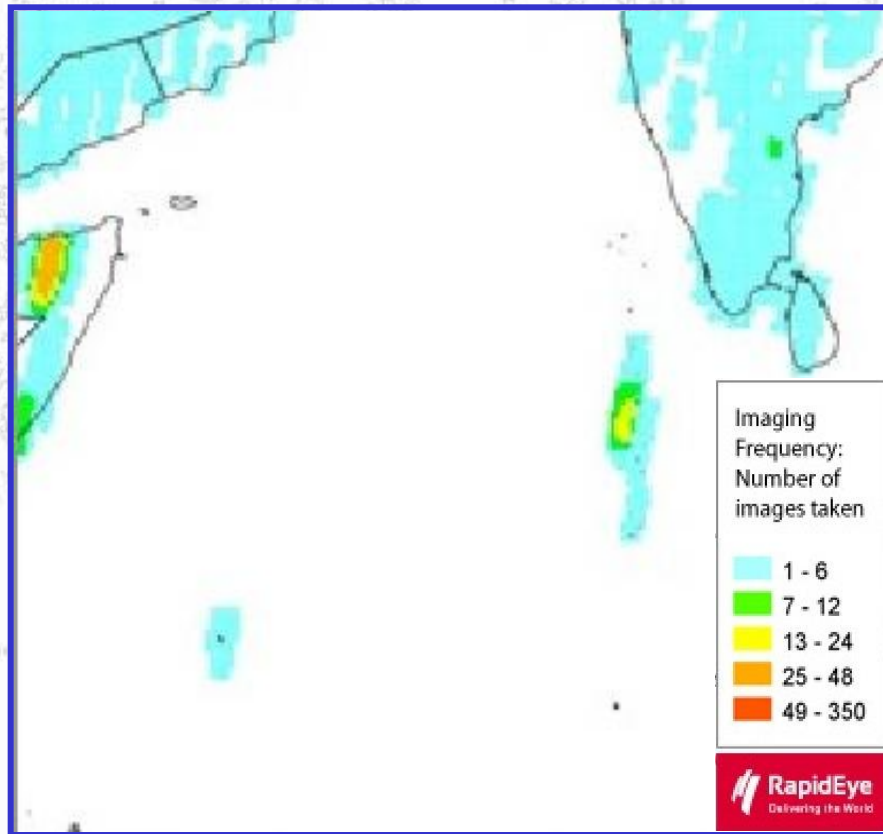 Imaging
Frequency:
Number of
images taken
1 - 6
7 - 12
13 - 24
25 - 48
49 - 350
RapidEye
Delivering the World